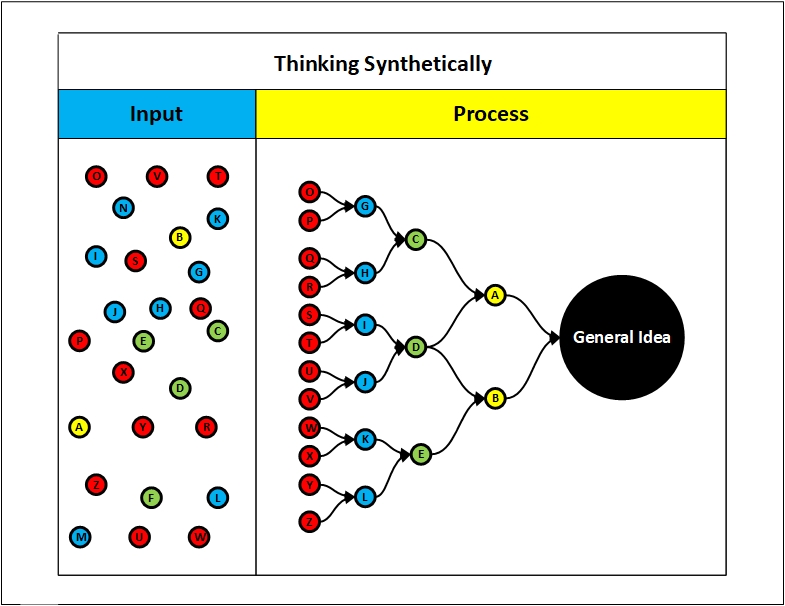 Thinking Synthetically
Input Process
O V T
N
K
B
I S
G
J H Q
C
P E
X
D
A Y R
Z
F L
M U W
O
P
G
C
Q
R
H
A
S
T
I
D
U
V
J
B
W
X
K
E
Y
Z
L
General Idea